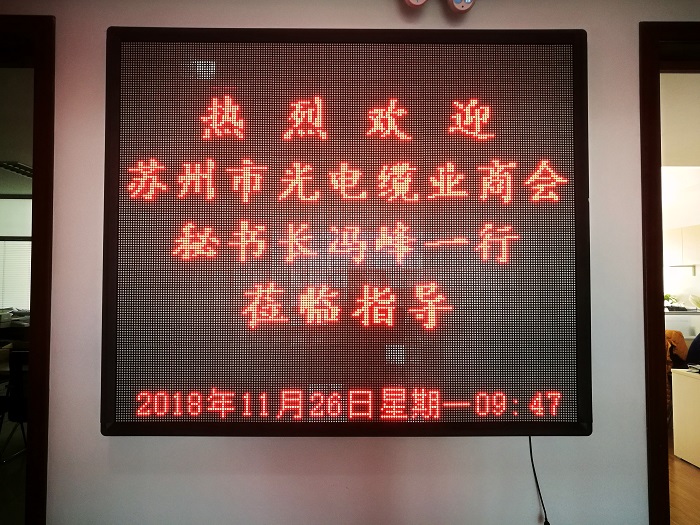 热烈欢迎
苏州市光电缆业商会
秘书长冯峰一行
莅临指导
2018年11月26日星期一09:47